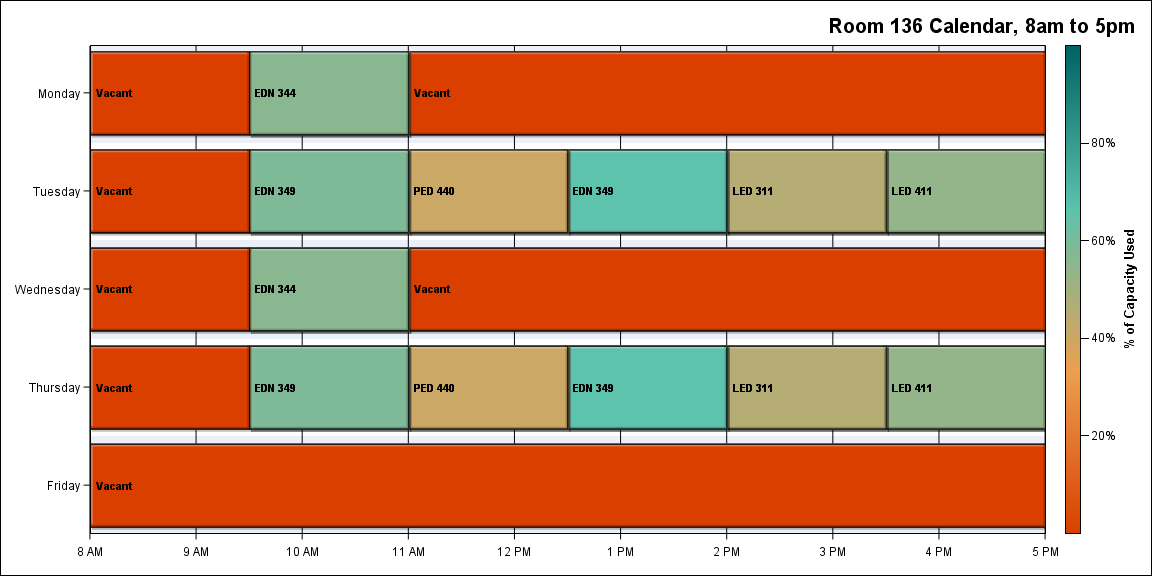 Room 136 Calendar, 8am to 5pm
Monday
Vacant
EDN 344
Vacant
Tuesday
Vacant
EDN 349
PED 440
EDN 349
LED 311
LED 411
Wednesday
Vacant
EDN 344
Vacant
Thursday
Vacant
EDN 349
PED 440
EDN 349
LED 311
LED 411
Friday
Vacant
8 AM
9 AM
10 AM
11 AM
12 PM
1 PM
2 PM
3 PM
4 PM
5 PM
80%
60%
40%
20%
% of Capacity Used